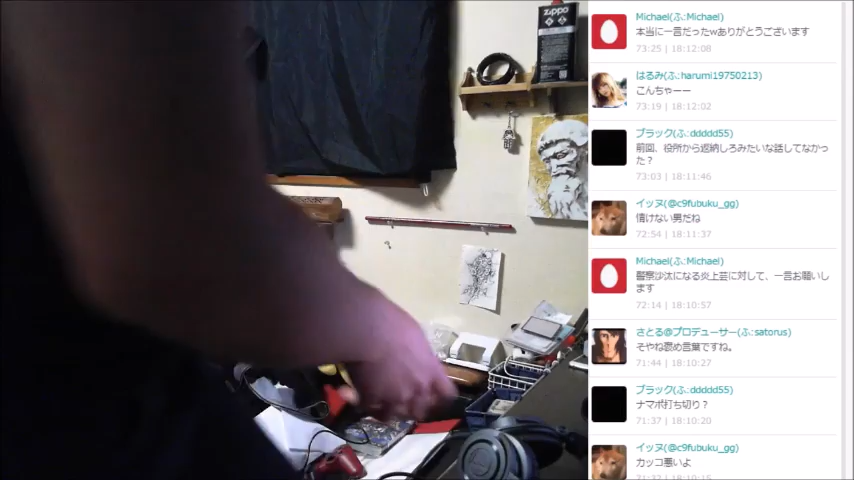 zippo
Michael(ふ:Michael)
本当に一言だったwありがとうございます
73:25 | 18:12:08
はるみ(ふ:harumi19750213)
こんちゃーー
73:19 | 18:12:02
ブラック(ふ:ddddd55)
前回、役所から返納しろみたいな話してなかっ
た?
73:03 | 18:11:46
イッヌ(@c9fubuku_gg)
情けない男だね
72:54 | 18:11:37
Michael(ふ:Michael)
警察沙汰になる炎上芸に対して、一言お願いし
ます
72:14 | 18:10:57
さとる@プロデューサー(ふ:satorus)
そやね褒め言葉ですね。
71:44 | 18:10:27
ブラック(ふ:ddddd55)
ナマポ打ち切り?
71:37 | 18:10:20
イッヌ(@c9fubuku_gg)
カッコ悪いよ
71:32 | 18:10:15